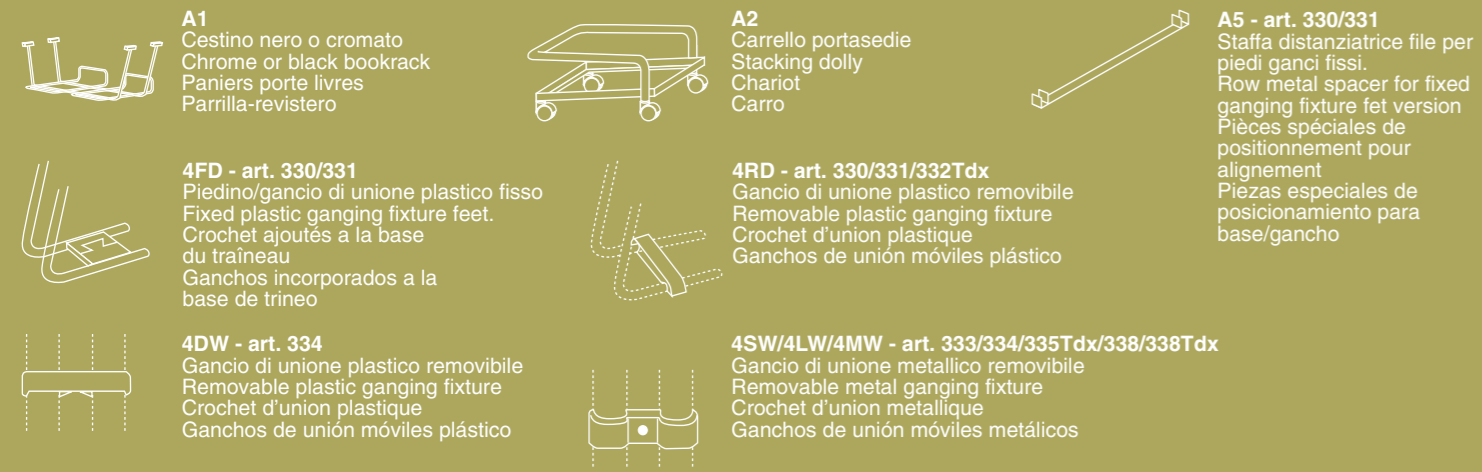 A1
Cestino nero o cromato
Chrome or black bookrack
Paniers porte livres
Parrilla-revistero
A2
Carrello portasedie
Stacking dolly
Chariot
Carro
A5 - art. 330/331
Staffa distanziatrice file per
piedi ganci fissi.
Row metal spacer for fixed
ganging fixture fet version
Pièces spéciales de
positionnement pour
alignement
Piezas especiales de
posicionamiento para
base/gancho
4FD - art. 330/331
Piedino/gancio di unione plastico fisso
Fixed plastic ganging fixture feet.
Crochet ajoutés a la base
du traîneau
Ganchos incorporados a la
base de trineo
4RD - art. 330/331/332Tdx
Gancio di unione plastico removibile
Removable plastic ganging fixture
Crochet d'union plastique
Ganchos de unión móviles plástico
4DW - art. 334
Gancio di unione plastico removibile
Removable plastic ganging fixture
Crochet d'union plastique
Ganchos de unión móviles plástico
4SW/4LW/4MW - art. 333/334/335Tdx/338/338Tdx
Gancio di unione metallico removibile
Removable metal ganging fixture
Crochet d'union metallique
Ganchos de unión móviles metálicos